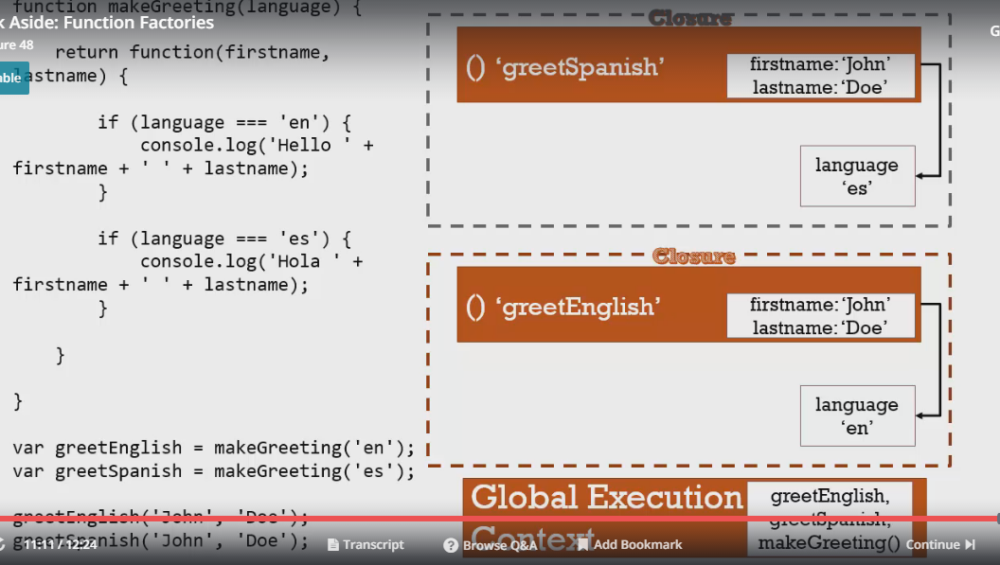 function makeGreeting(language) {
k Aside: Function Factories
ure 48
return function(firstname,
able
lastname) {
if (language === 'en') {
console.log('Hello ' +
firstname + ' ' + lastname);
}
if (language === 'es') {
console.log('Hola ' +
firstname + ' ' + lastname);
}
}
}
var greetEnglish = makeGreeting('en');
var greetSpanish = makeGreeting('es');
greetEnglish('John', 'Doe');
greetSpanish('John', 'Doe');
Closure
G
() ‘greetSpanish’
firstname: ‘John’
lastname: ‘Doe’
language
‘es’
Closure
() ‘greetEnglish’
firstname: ‘John’
lastname: ‘Doe’
language
‘en’
Global Execution
Context
greetEnglish,
greetSpanish,
makeGreeting()
11:11 / 12:24
Transcript
Browse Q&A
Add Bookmark
Continue